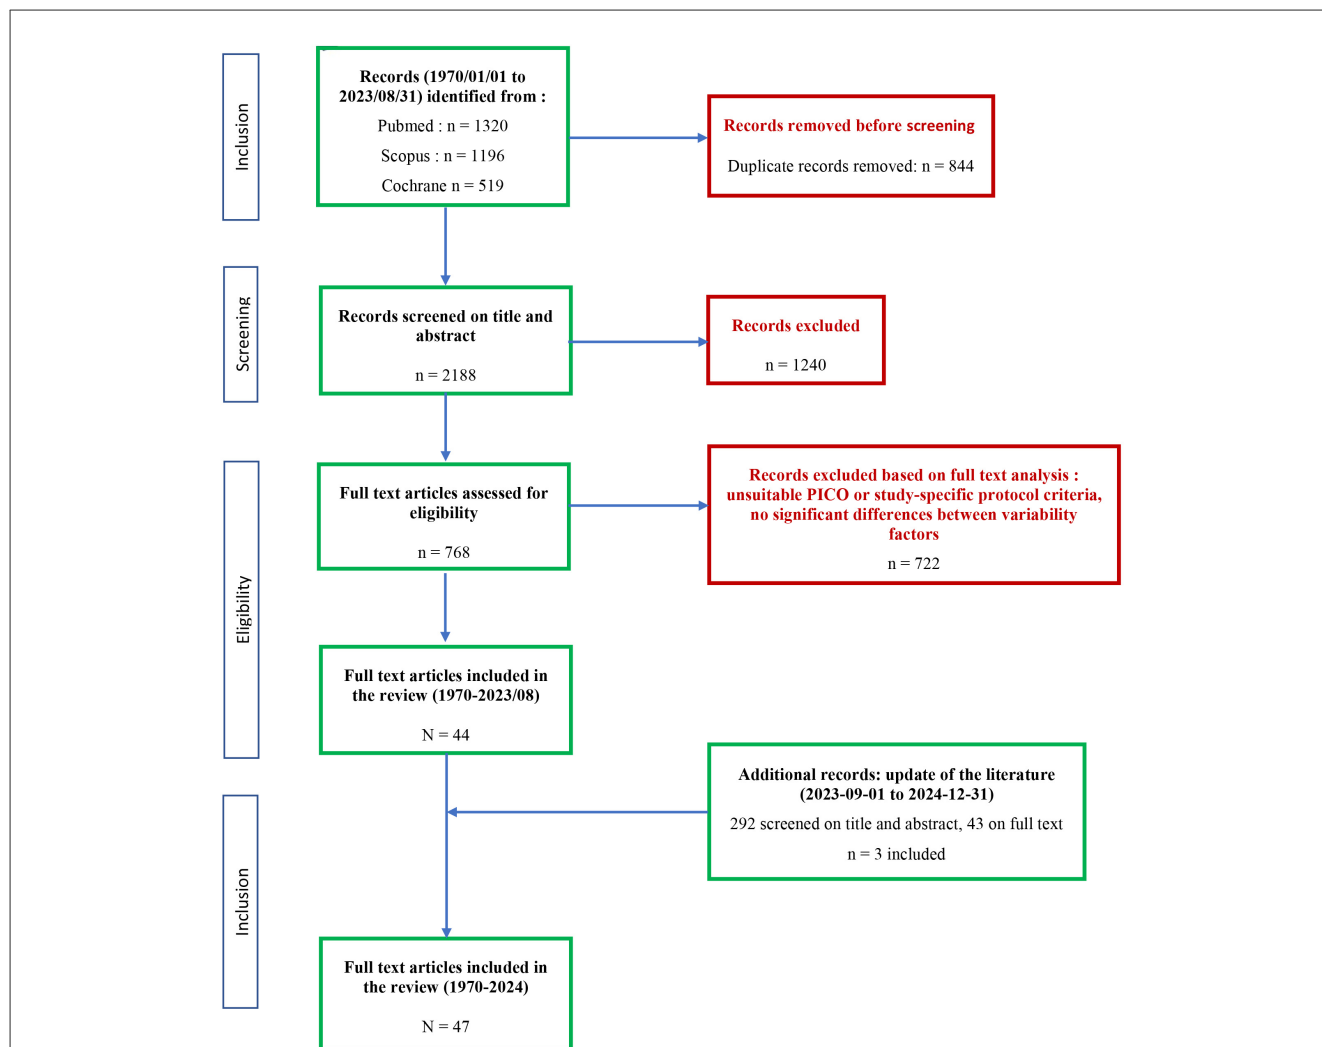 Inclusion
Records (1970/01/01 to
2023/08/31) identified from :
Pubmed : n = 1320
Scopus : n = 1196
Cochrane n = 519
Records removed before screening
Duplicate records removed: n = 844
Screening
Records screened on title and
abstract
n = 2188
Records excluded
n = 1240
Eligibility
Full text articles assessed for
eligibility
n = 768
Records excluded based on full text analysis :
unsuitable PICO or study-specific protocol criteria,
no significant differences between variability
factors
n = 722
Full text articles included in
the review (1970-2023/08)
N = 44
Additional records: update of the literature
(2023-09-01 to 2024-12-31)
292 screened on title and abstract, 43 on full text
n = 3 included
Inclusion
Full text articles included in
the review (1970-2024)
N = 47